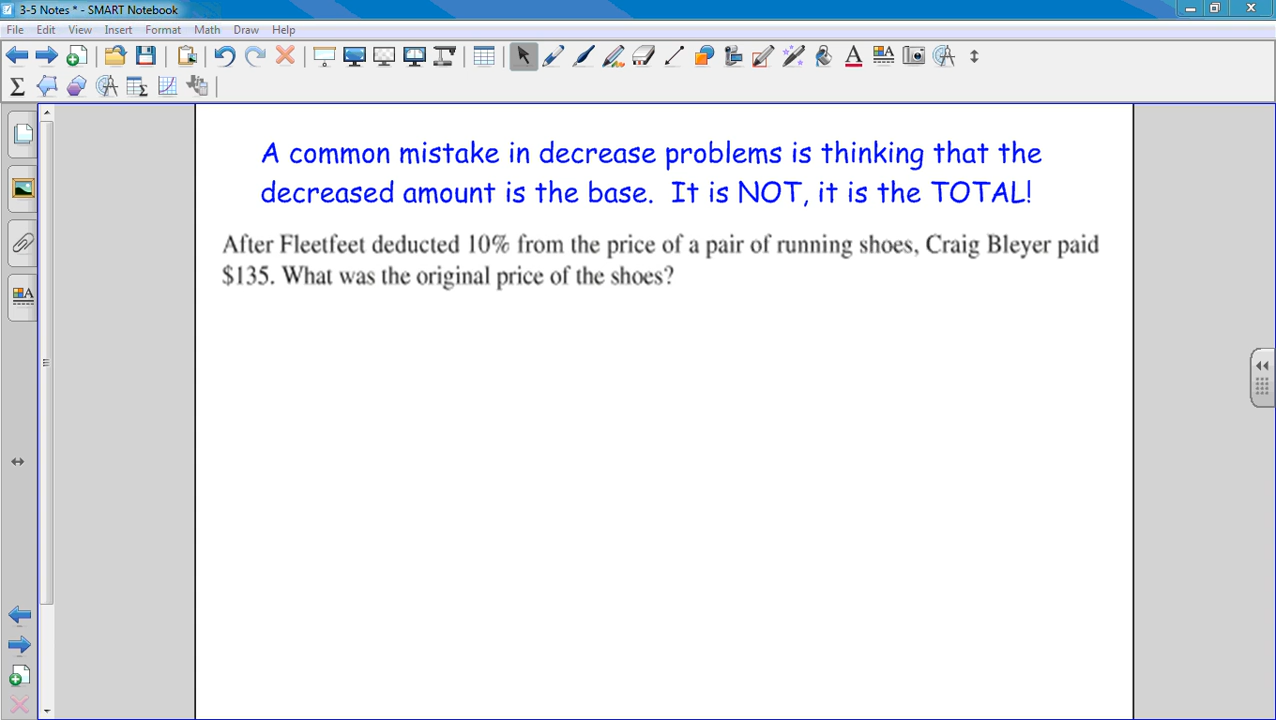 3-5 Notes * - SMART Notebook
File Edit View Insert Format Math Draw Help
A common mistake in decrease problems is thinking that the
decreased amount is the base. It is NOT, it is the TOTAL!
After Fleetfeet deducted 10% from the price of a pair of running shoes, Craig Bleyer paid
$135. What was the original price of the shoes?